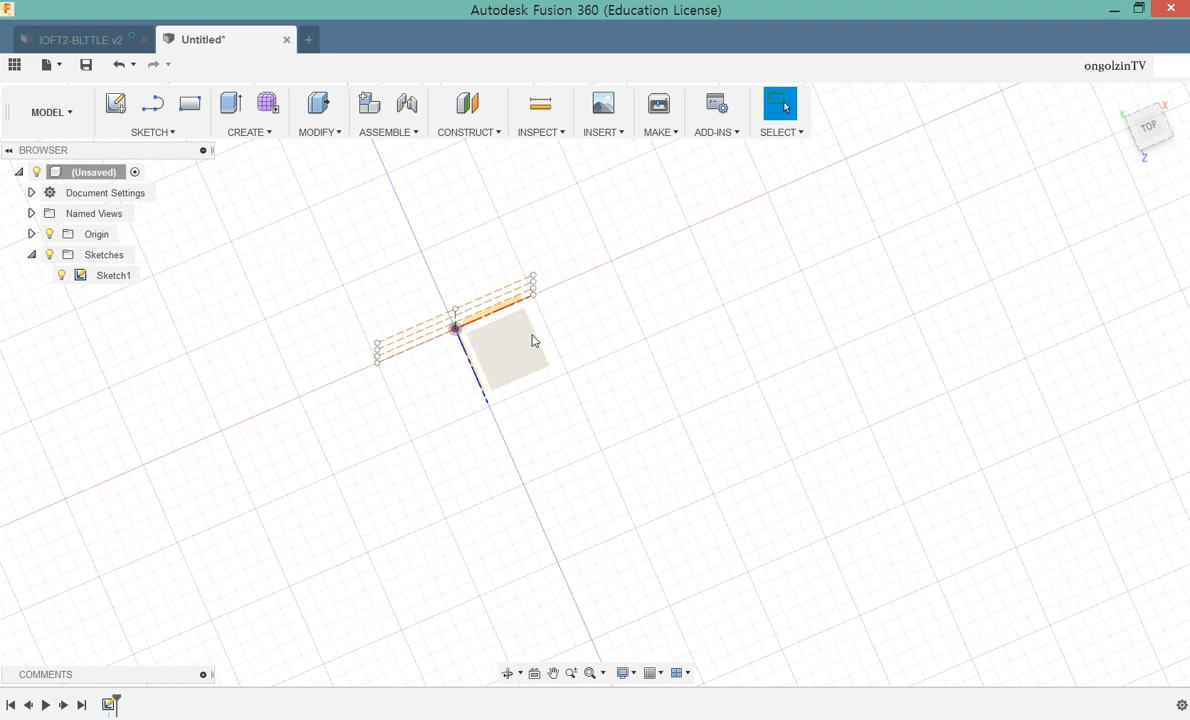 Autodesk Fusion 360 (Education License)
IOFT2-BLTTLE v2
Untitled*
ongolzinTV
MODEL
SKETCH
CREATE
MODIFY
ASSEMBLE
CONSTRUCT
INSPECT
INSERT
MAKE
ADD-INS
SELECT
TOP
X
Z
BROWSER
(Unsaved)
Document Settings
Named Views
Origin
Sketches
Sketch1
COMMENTS